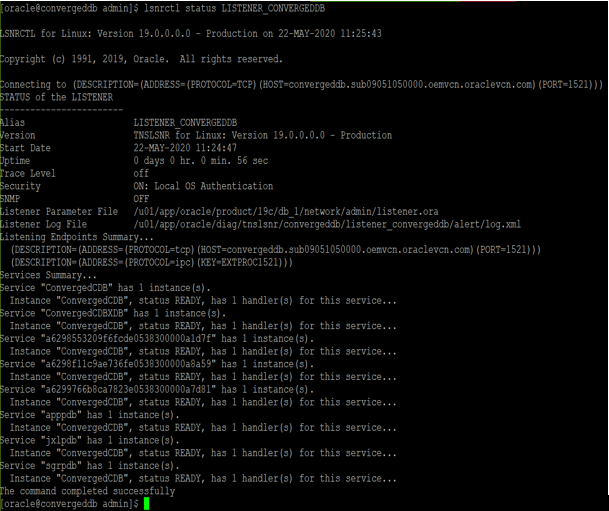 [oracle@convergeddb admin]$ lsnrctl status LISTENER_CONVERGEDDB
LSNRCTL for Linux: Version 19.0.0.0.0 - Production on 22-MAY-2020 11:25:43
Copyright (c) 1991, 2019, Oracle.  All rights reserved.
Connecting to (DESCRIPTION=(ADDRESS=(PROTOCOL=TCP)(HOST=convergeddb.sub09051050000.oemvcn.oraclevcn.com)(PORT=1521)))
STATUS of the LISTENER
------------------------
Alias                     LISTENER_CONVERGEDDB
Version                   TNSLSNR for Linux: Version 19.0.0.0.0 - Production
Start Date                22-MAY-2020 11:24:47
Uptime                    0 days 0 hr. 0 min. 56 sec
Trace Level               off
Security                  ON: Local OS Authentication
SNMP                      OFF
Listener Parameter File   /u01/app/oracle/product/19c/db_1/network/admin/listener.ora
Listener Log File         /u01/app/oracle/diag/tnslsnr/convergeddb/listener_convergeddb/alert/log.xml
Listening Endpoints Summary...
  (DESCRIPTION=(ADDRESS=(PROTOCOL=tcp)(HOST=convergeddb.sub09051050000.oemvcn.oraclevcn.com)(PORT=1521)))
  (DESCRIPTION=(ADDRESS=(PROTOCOL=ipc)(KEY=EXTPROC1521)))
Services Summary...
Service "ConvergedCDB" has 1 instance(s).
  Instance "ConvergedCDB", status READY, has 1 handler(s) for this service...
Service "ConvergedCDBXDB" has 1 instance(s).
  Instance "ConvergedCDB", status READY, has 1 handler(s) for this service...
Service "a6298553209f6fcde0538300000a1d7f" has 1 instance(s).
  Instance "ConvergedCDB", status READY, has 1 handler(s) for this service...
Service "a6298f11c9ae736fe0538300000a8a59" has 1 instance(s).
  Instance "ConvergedCDB", status READY, has 1 handler(s) for this service...
Service "a6299766b8ca7823e0538300000a7d81" has 1 instance(s).
  Instance "ConvergedCDB", status READY, has 1 handler(s) for this service...
Service "apppdb" has 1 instance(s).
  Instance "ConvergedCDB", status READY, has 1 handler(s) for this service...
Service "jxlpdb" has 1 instance(s).
  Instance "ConvergedCDB", status READY, has 1 handler(s) for this service...
Service "sgrpdb" has 1 instance(s).
  Instance "ConvergedCDB", status READY, has 1 handler(s) for this service...
The command completed successfully
[oracle@convergeddb admin]$